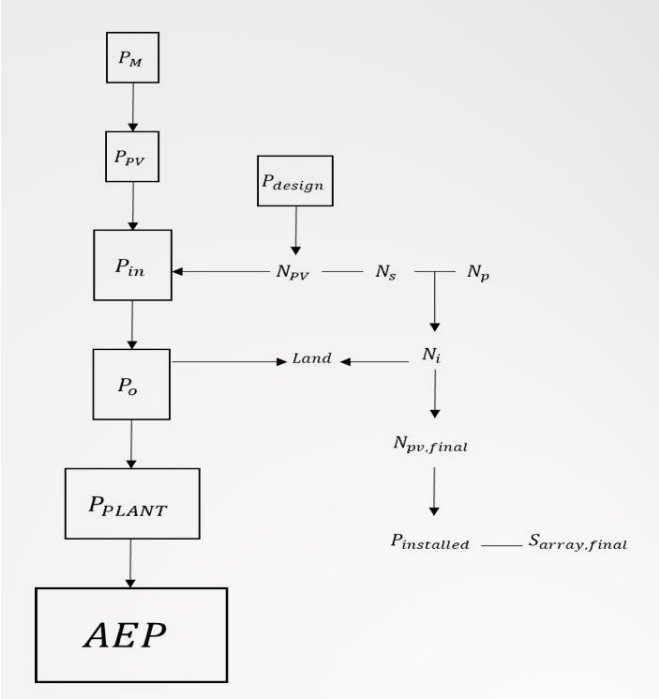 P_M
P_PV
P_design
P_in N_PV N_s N_p
P_o Land N_i
N_pv,final
P_PLANT
P_installed S_array,final
AEP